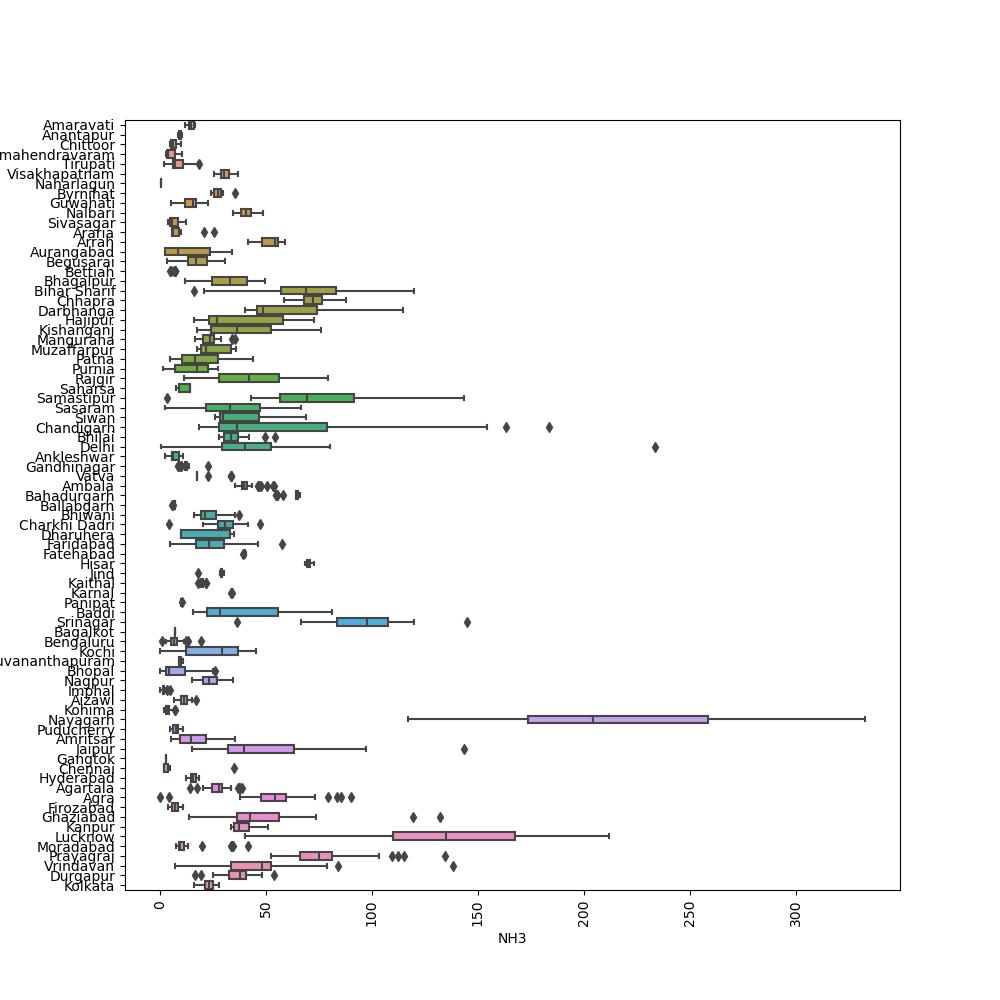 Amaravati
Anantapur
Chittoor
mahendravaram
Tirupati
Visakhapatnam
Naharlagun
Byrnihat
Guwahati
Nalbari
Sivasagar
Araria
Arrah
Aurangabad
Begusarai
Bettiah
Bhagalpur
Bihar Sharif
Chhapra
Darbhanga
Hajipur
Kishanganj
Manguraha
Muzaffarpur
Patna
Purnia
Rajgir
Saharsa
Samastipur
Sasaram
Siwan
Chandigarh
Bhilai
Delhi
Ankleshwar
Gandhinagar
Vatva
Ambala
Bahadurgarh
Ballabgarh
Bhiwani
Charkhi Dadri
Dharuhera
Faridabad
Fatehabad
Hisar
Jind
Kaithal
Karnal
Panipat
Baddi
Srinagar
Bagalkot
Bengaluru
Kochi
uvananthapuram
Bhopal
Nagpur
Imphal
Aizawl
Kohima
Nayagarh
Puducherry
Amritsar
Jaipur
Gangtok
Chennai
Hyderabad
Agartala
Agra
Firozabad
Ghaziabad
Kanpur
Lucknow
Moradabad
Prayagraj
Vrindavan
Durgapur
Kolkata
0 50 100 150 200 250 300
NH3